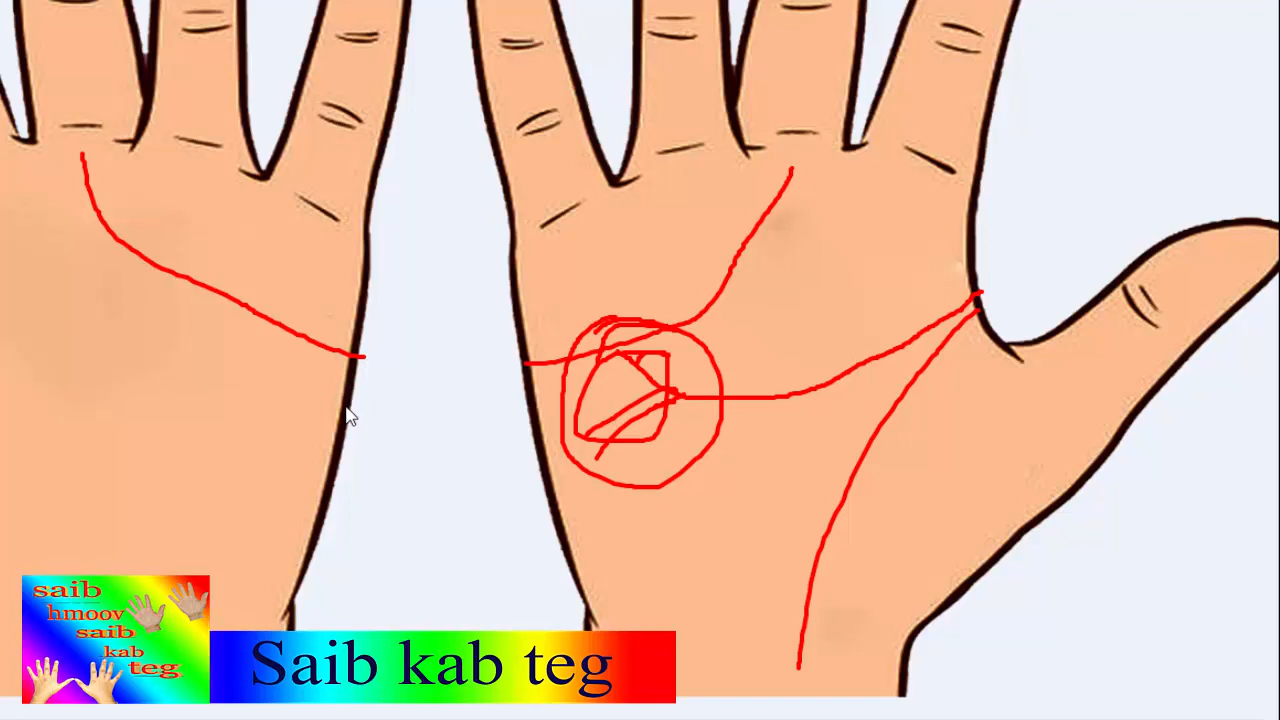 saib
hmoov
saib
kab
teg
Saib kab teg